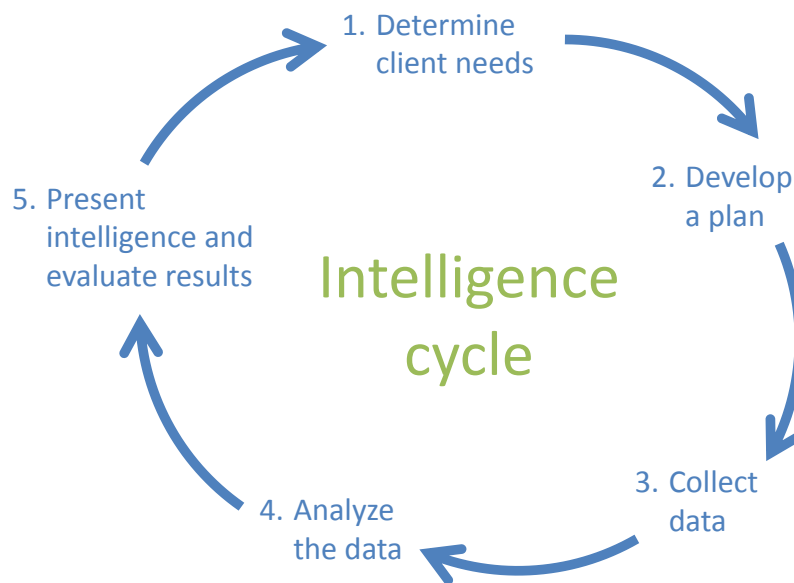 1. Determine
client needs
2. Develop
a plan
3. Collect
data
4. Analyze
the data
5. Present
intelligence and
evaluate results
Intelligence
cycle